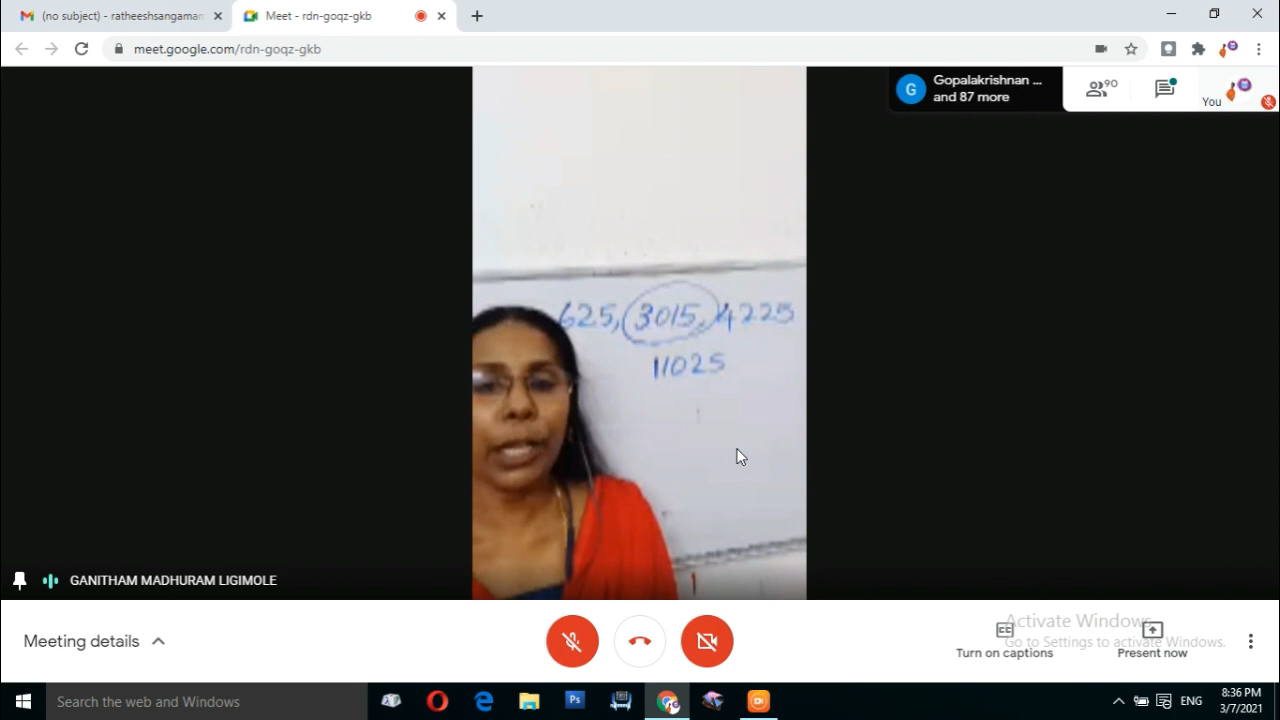 (no subject) - ratheeshsangaman
Meet - rdn-goqz-gkb
meet.google.com/rdn-goqz-gkb
G
Gopalakrishnan ...
and 87 more
90
You
625, 3015, 4225
11025
GANITHAM MADHURAM LIGIMOLE
Meeting details
Activate Windows
Go to Settings to activate Windows.
CC
Turn on captions
Present now
Search the web and Windows
Ps
ENG
8:36 PM
3/7/2021